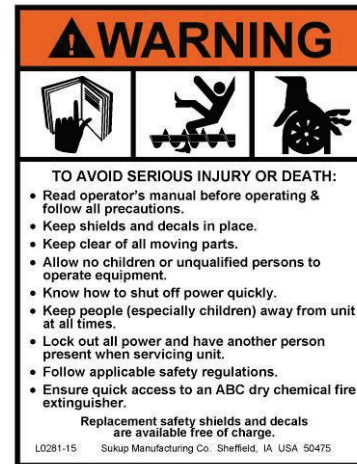 WARNING
TO AVOID SERIOUS INJURY OR DEATH:
• Read operator's manual before operating &
follow all precautions.
• Keep shields and decals in place.
• Keep clear of all moving parts.
• Allow no children or unqualified persons to
operate equipment.
• Know how to shut off power quickly.
• Keep people (especially children) away from unit
at all times.
• Lock out all power and have another person
present when servicing unit.
• Follow applicable safety regulations.
• Ensure quick access to an ABC dry chemical fire
extinguisher.
Replacement safety shields and decals
are available free of charge.
L0281-15 Sukup Manufacturing Co. Sheffield, IA USA 50475